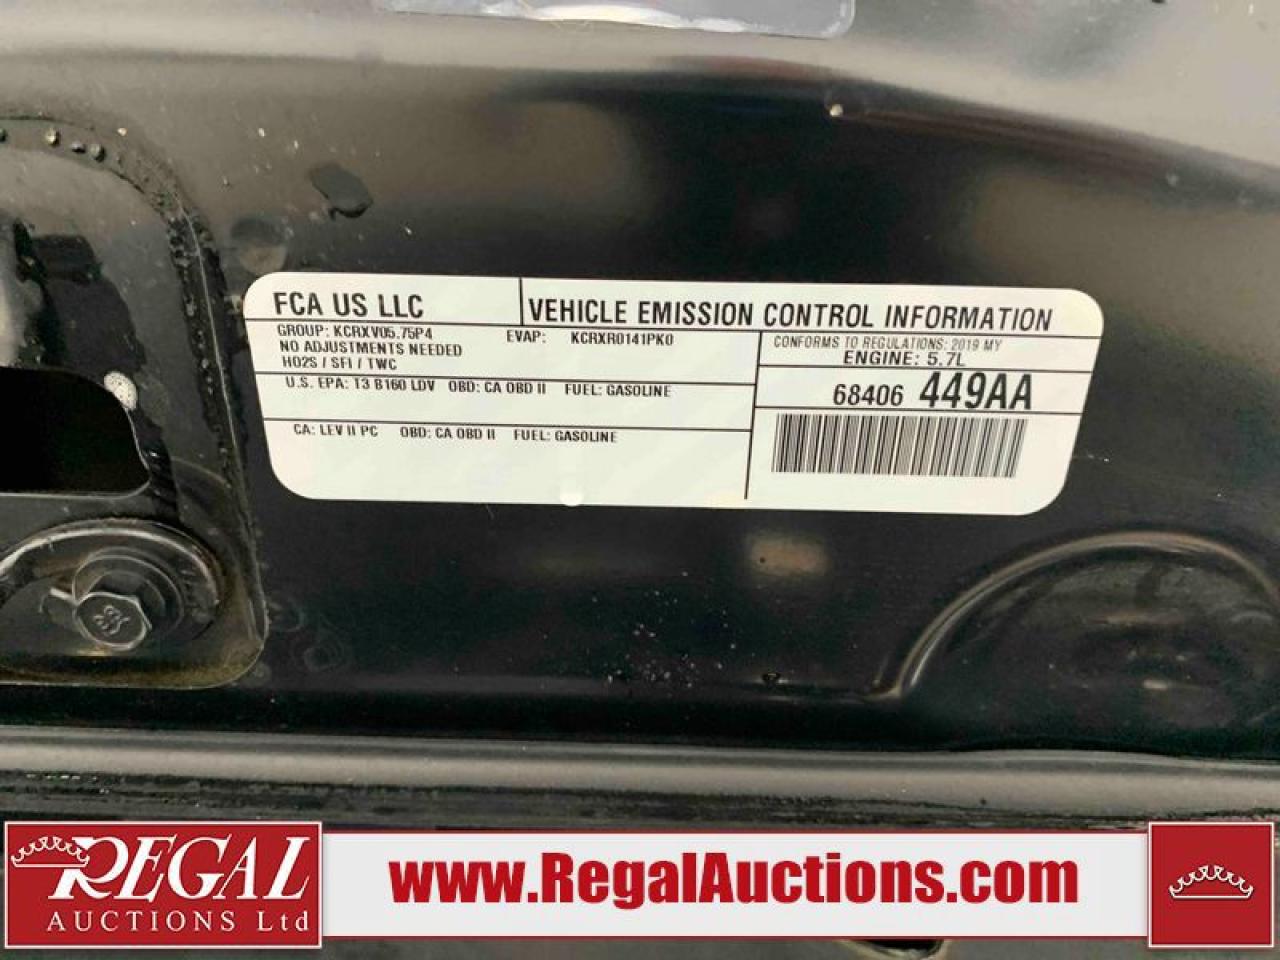 FCA US LLC
VEHICLE EMISSION CONTROL INFORMATION
GROUP: KCRXV05.75P4 EVAP: KCRXR0141PK0
NO ADJUSTMENTS NEEDED
HO2S / SFI / TWC
CONFORMS TO REGULATIONS: 2019 MY
ENGINE: 5.7L
U.S. EPA: T3 B160 LDV OBD: CA OBD II FUEL: GASOLINE
68406 449AA
CA: LEV II PC OBD: CA OBD II FUEL: GASOLINE
REGAL
AUCTIONS Ltd
www.RegalAuctions.com